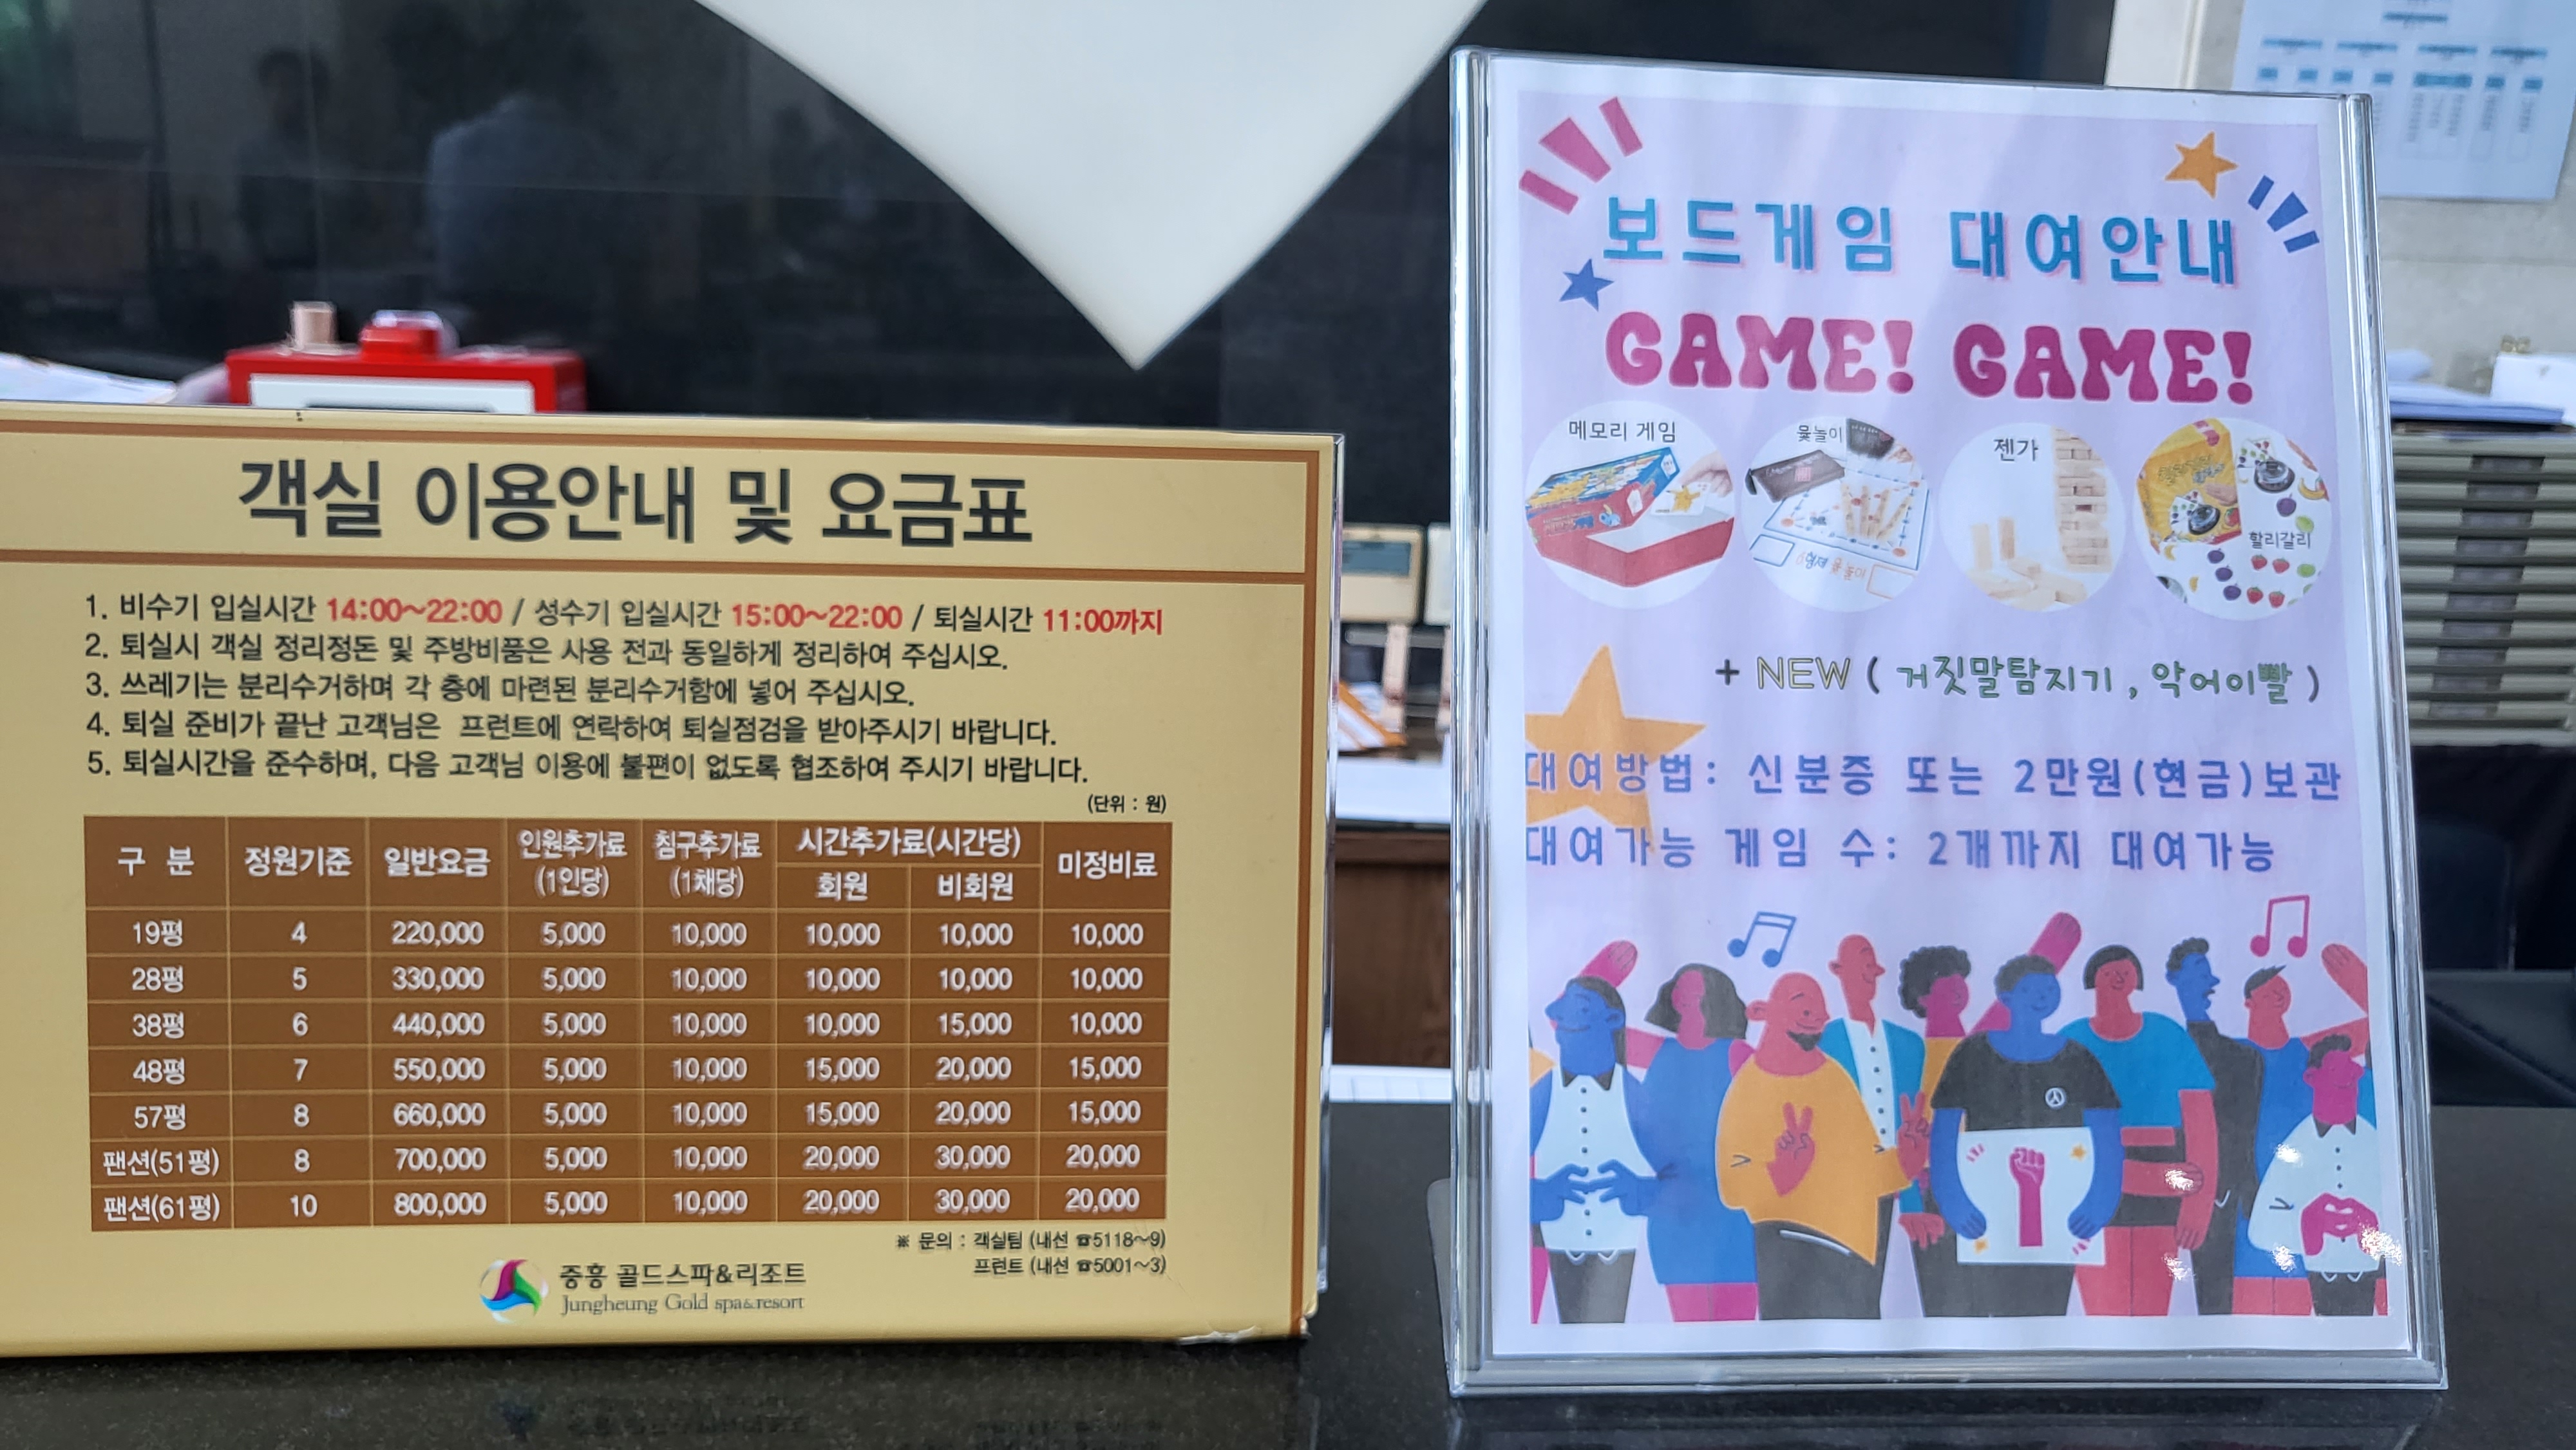 객실 이용안내 및 요금표
1. 비수기 입실시간 14:00~22:00 / 성수기 입실시간 15:00~22:00 / 퇴실시간 11:00까지
2. 퇴실시 객실 정리정돈 및 주방비품은 사용 전과 동일하게 정리하여 주십시오.
3. 쓰레기는 분리수거하며 각 층에 마련된 분리수거함에 넣어 주십시오.
4. 퇴실 준비가 끝난 고객님은 프런트에 연락하여 퇴실점검을 받아주시기 바랍니다.
5. 퇴실시간을 준수하며, 다음 고객님 이용에 불편이 없도록 협조하여 주시기 바랍니다.
(단위 : 원)
구 분 정원기준 일반요금 인원추가료 (1인당) 침구추가료 (1채당) 시간추가료(시간당) 미정비료
회원 비회원
19평 4 220,000 5,000 10,000 10,000 10,000 10,000
28평 5 330,000 5,000 10,000 10,000 10,000 10,000
38평 6 440,000 5,000 10,000 10,000 15,000 10,000
48평 7 550,000 5,000 10,000 15,000 20,000 15,000
57평 8 660,000 5,000 10,000 15,000 20,000 15,000
팬션(51평) 8 700,000 5,000 10,000 20,000 30,000 20,000
팬션(61평) 10 800,000 5,000 10,000 20,000 30,000 20,000
※ 문의 : 객실팀 (내선 ☎5118~9)
프런트 (내선 ☎5001~3)
중흥 골드스파&리조트
Jungheung Gold spa&resort
보드게임 대여안내
GAME! GAME!
메모리 게임
윷놀이
젠가
할리갈리
+ NEW ( 거짓말탐지기 , 악어이빨 )
대여방법: 신분증 또는 2만원(현금)보관
대여가능 게임 수: 2개까지 대여가능